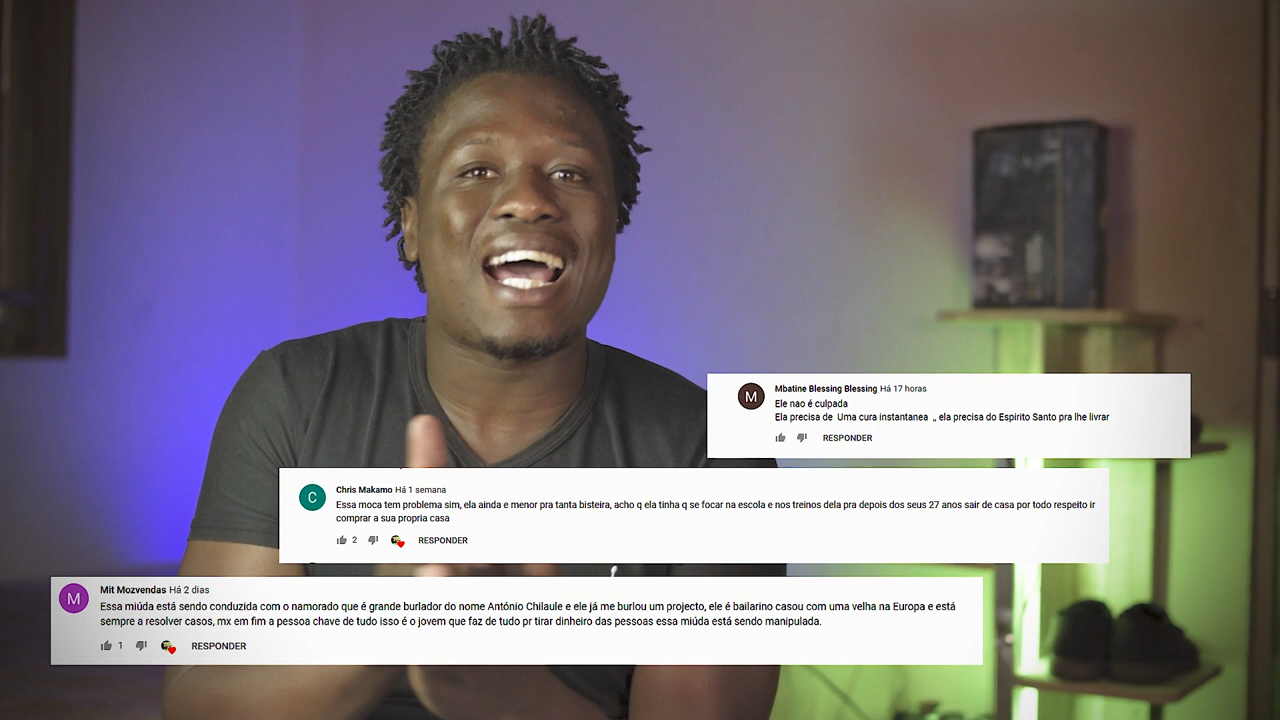 M
Mbatine Blessing Blessing Há 17 horas
Ele nao é culpada
Ela precisa de Uma cura instantanea ,, ela precisa do Espirito Santo pra lhe livrar
RESPONDER
C
Chris Makamo Há 1 semana
Essa moca tem problema sim, ela ainda e menor pra tanta bisteira, acho q ela tinha q se focar na escola e nos treinos dela pra depois dos seus 27 anos sair de casa por todo respeito ir
comprar a sua propria casa
2 RESPONDER
M
Mit Mozvendas Há 2 dias
Essa miúda está sendo conduzida com o namorado que é grande burlador do nome António Chilaule e ele já me burlou um projecto, ele é bailarino casou com uma velha na Europa e está
sempre a resolver casos, mx em fim a pessoa chave de tudo isso é o jovem que faz de tudo pr tirar dinheiro das pessoas essa miúda está sendo manipulada.
1 RESPONDER